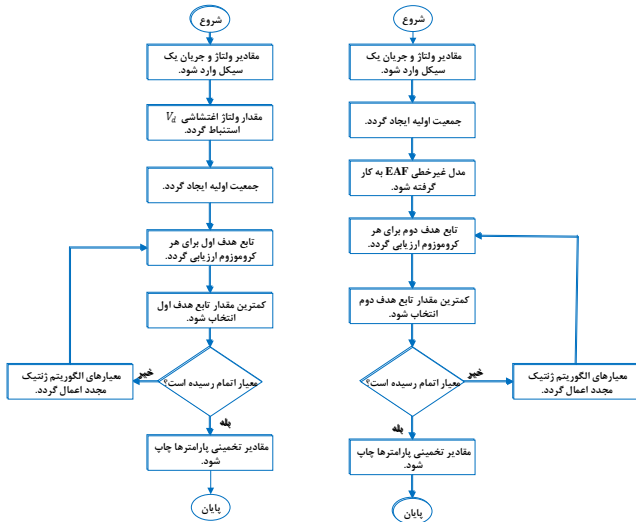 شروع
مقادیر ولتاژ و جریان یک
سیکل وارد شود.
جمعیت اولیه ایجاد گردد.
مدل غیرخطی EAF به کار
گرفته شود.
تابع هدف دوم برای هر
کروموزوم ارزیابی گردد.
کمترین مقدار تابع هدف دوم
انتخاب شود.
معیار اتمام رسیده است؟
خیر
معیارهای الگوریتم ژنتیک
مجدد اعمال گردد.
بله
مقادیر تخمینی پارامترها چاپ
شود.
پایان
شروع
مقادیر ولتاژ و جریان یک
سیکل وارد شود.
مقدار ولتاژ اغتشاشی V_d
استنباط گردد.
جمعیت اولیه ایجاد گردد.
تابع هدف اول برای هر
کروموزوم ارزیابی گردد.
کمترین مقدار تابع هدف اول
انتخاب شود.
معیار اتمام رسیده است؟
خیر
معیارهای الگوریتم ژنتیک
مجدد اعمال گردد.
بله
مقادیر تخمینی پارامترها چاپ
شود.
پایان